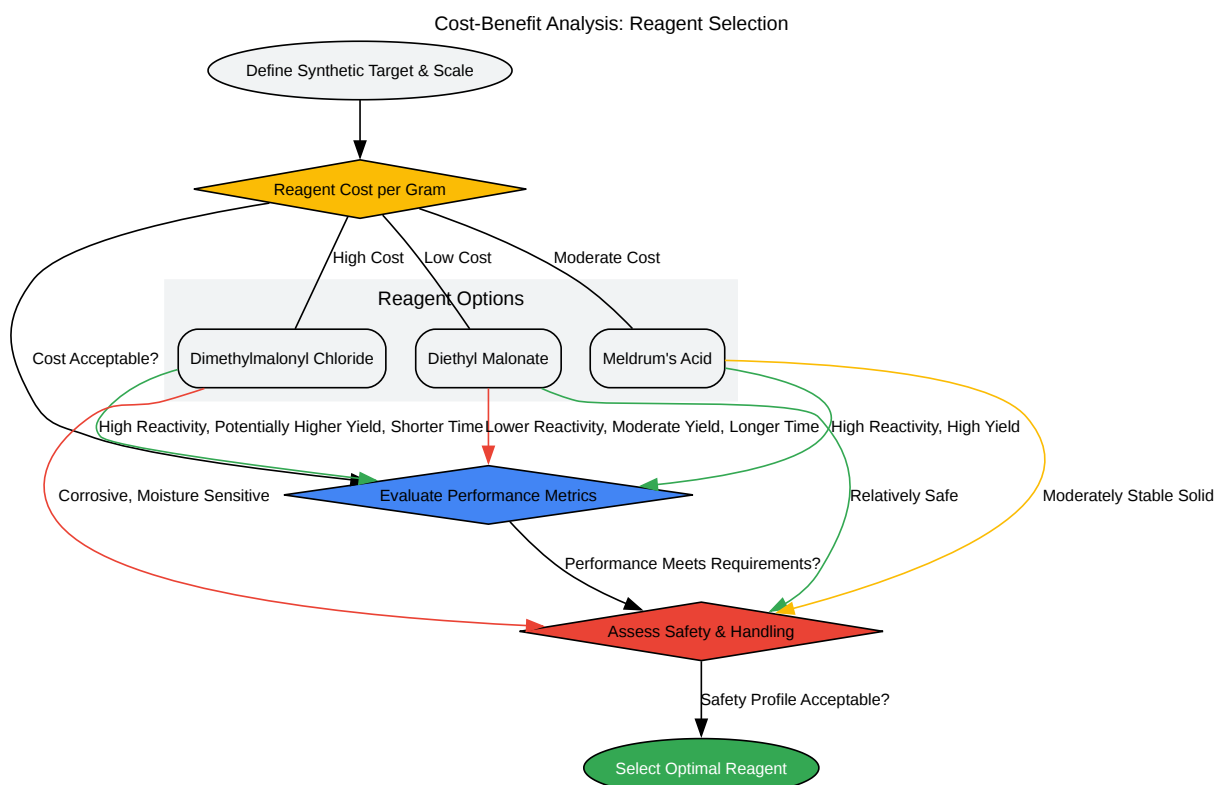 Cost-Benefit Analysis: Reagent Selection
Define Synthetic Target & Scale
Reagent Cost per Gram
High Cost
Low Cost
Moderate Cost
Reagent Options
Cost Acceptable?
Dimethylmalonyl Chloride
Diethyl Malonate
Meldrum's Acid
High Reactivity, Potentially Higher Yield, Shorter Time
Lower Reactivity, Moderate Yield, Longer Time
High Reactivity, High Yield
Corrosive, Moisture Sensitive
Evaluate Performance Metrics
Relatively Safe
Moderately Stable Solid
Performance Meets Requirements?
Assess Safety & Handling
Safety Profile Acceptable?
Select Optimal Reagent